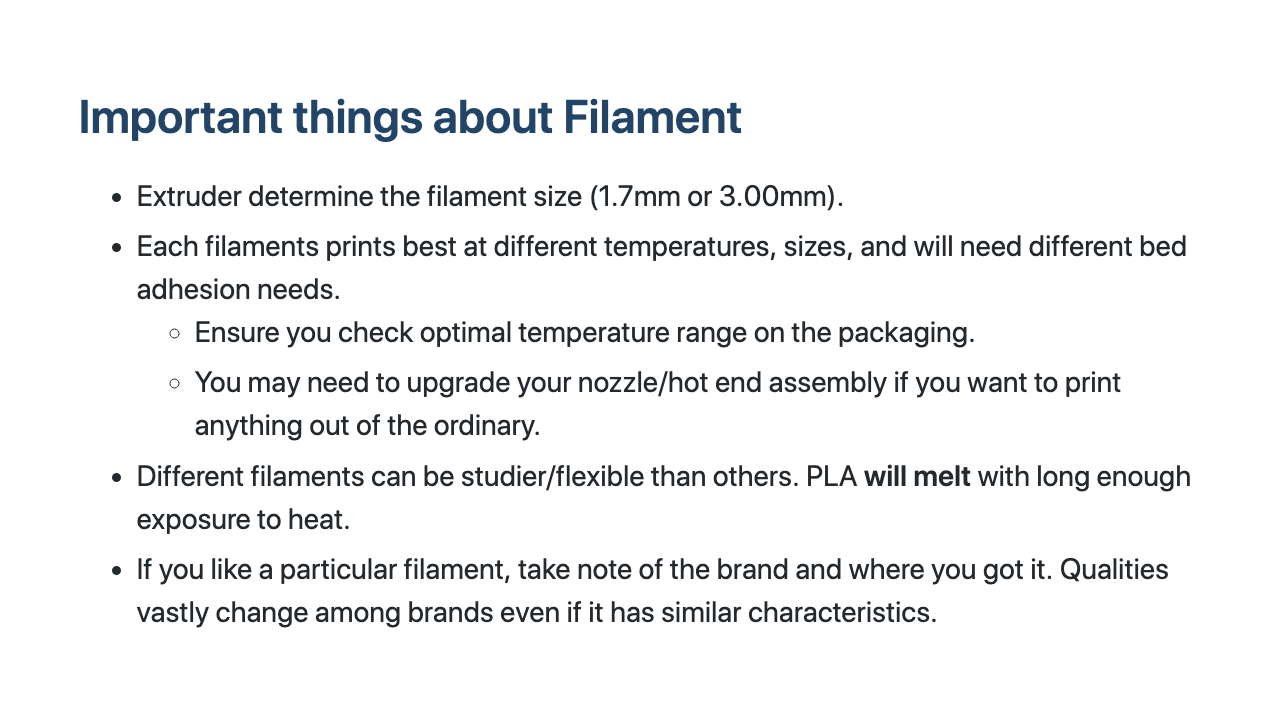 Important things about Filament
• Extruder determine the filament size (1.7mm or 3.00mm).
• Each filaments prints best at different temperatures, sizes, and will need different bed
adhesion needs.
○ Ensure you check optimal temperature range on the packaging.
○ You may need to upgrade your nozzle/hot end assembly if you want to print
anything out of the ordinary.
• Different filaments can be studier/flexible than others. PLA will melt with long enough
exposure to heat.
• If you like a particular filament, take note of the brand and where you got it. Qualities
vastly change among brands even if it has similar characteristics.